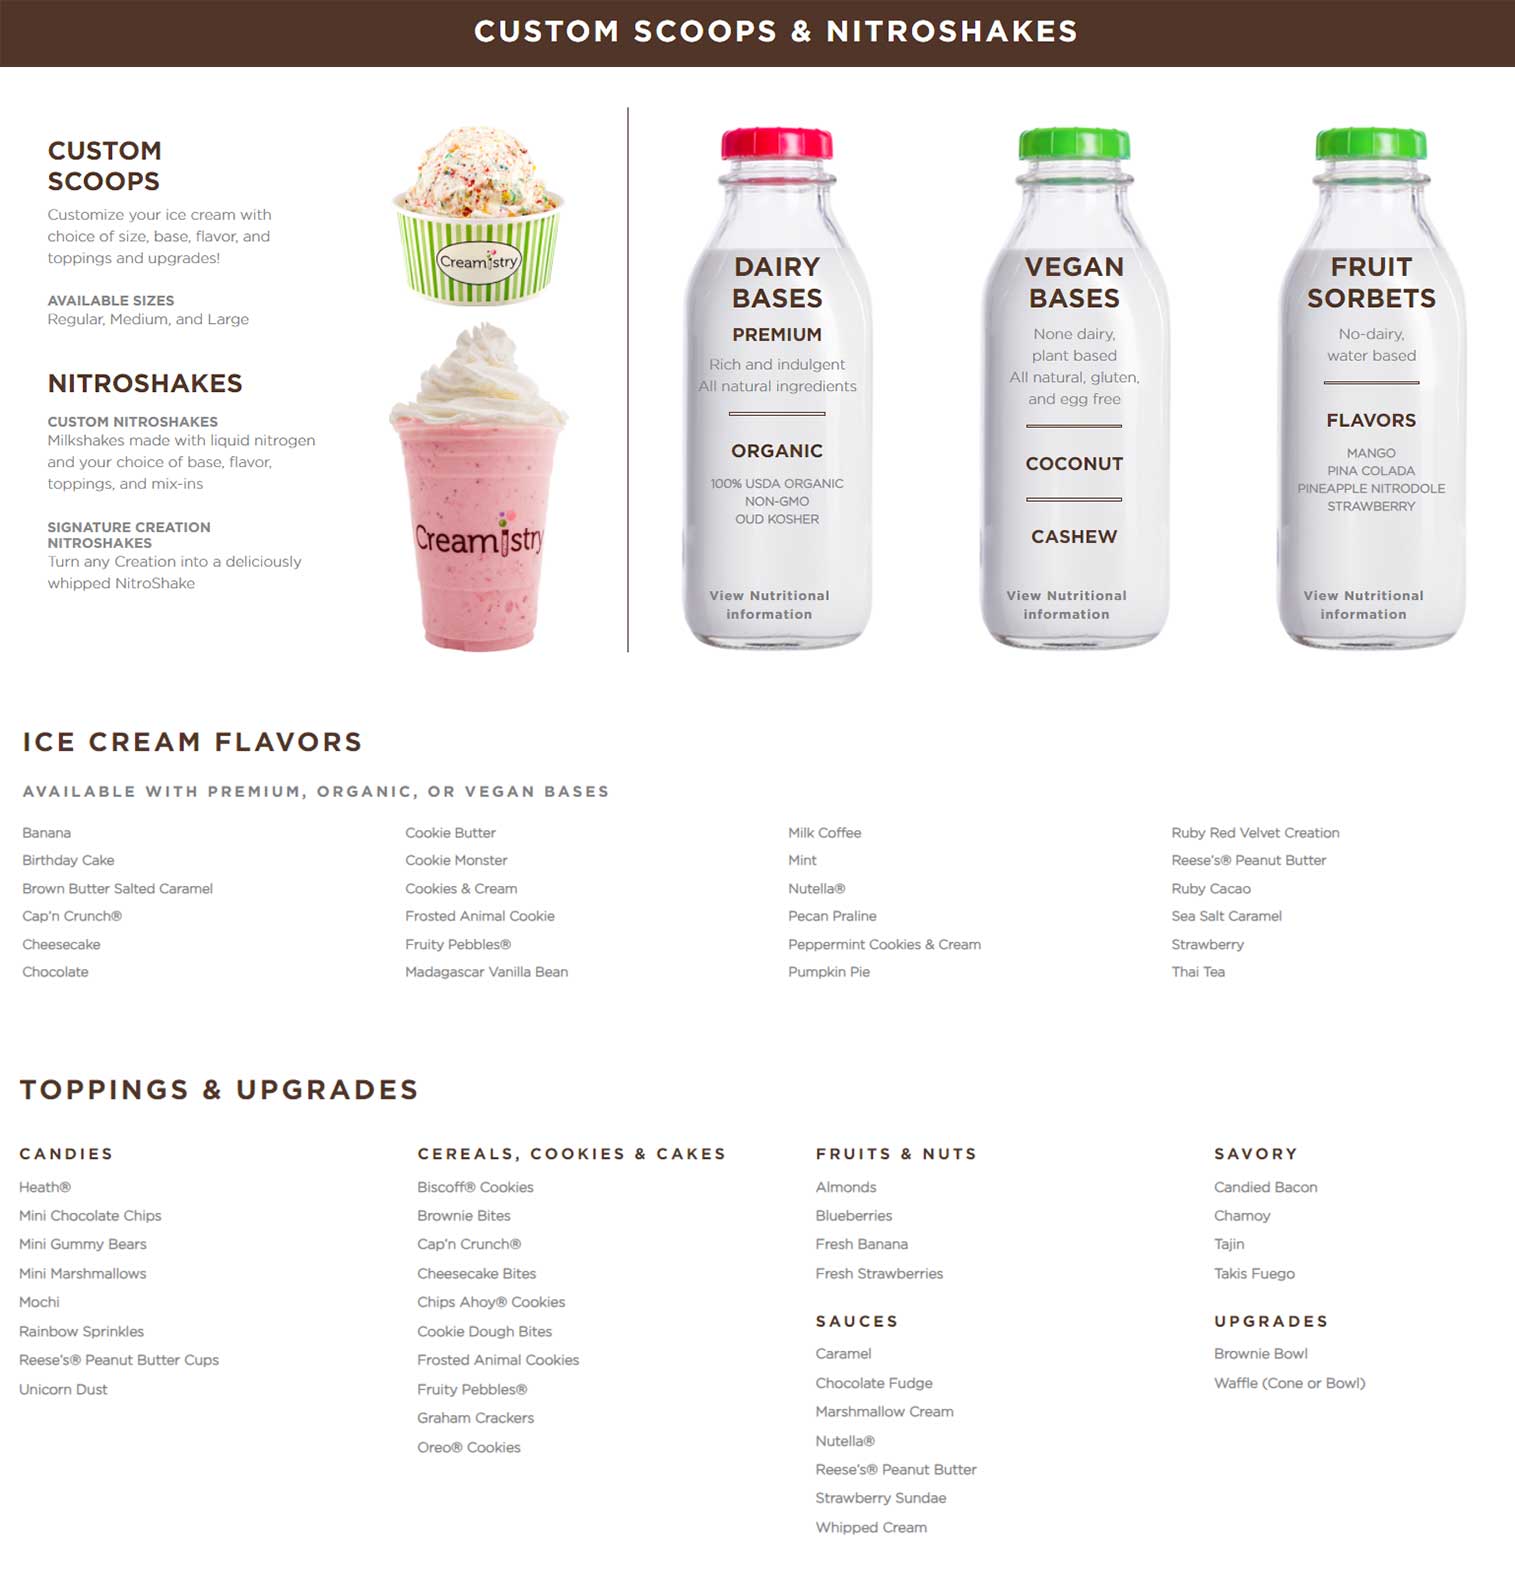 CUSTOM SCOOPS & NITROSHAKES
CUSTOM
SCOOPS
Customize your ice cream with
choice of size, base, flavor, and
toppings and upgrades!
AVAILABLE SIZES
Regular, Medium, and Large
NITROSHAKES
CUSTOM NITROSHAKES
Milkshakes made with liquid nitrogen
and your choice of base, flavor,
toppings, and mix-ins
SIGNATURE CREATION
NITROSHAKES
Turn any Creation into a deliciously
whipped NitroShake
Creamistry
Creamistry
DAIRY
BASES
PREMIUM
Rich and indulgent
All natural ingredients
ORGANIC
100% USDA ORGANIC
NON-GMO
OUD KOSHER
View Nutritional
information
VEGAN
BASES
None dairy,
plant based
All natural, gluten,
and egg free
COCONUT
CASHEW
View Nutritional
information
FRUIT
SORBETS
No-dairy,
water based
FLAVORS
MANGO
PINA COLADA
PINEAPPLE NITRODOLE
STRAWBERRY
View Nutritional
information
ICE CREAM FLAVORS
AVAILABLE WITH PREMIUM, ORGANIC, OR VEGAN BASES
Banana
Birthday Cake
Brown Butter Salted Caramel
Cap'n Crunch®
Cheesecake
Chocolate
Cookie Butter
Cookie Monster
Cookies & Cream
Frosted Animal Cookie
Fruity Pebbles®
Madagascar Vanilla Bean
Milk Coffee
Mint
Nutella®
Pecan Praline
Peppermint Cookies & Cream
Pumpkin Pie
Ruby Red Velvet Creation
Reese's® Peanut Butter
Ruby Cacao
Sea Salt Caramel
Strawberry
Thai Tea
TOPPINGS & UPGRADES
CANDIES
Heath®
Mini Chocolate Chips
Mini Gummy Bears
Mini Marshmallows
Mochi
Rainbow Sprinkles
Reese's® Peanut Butter Cups
Unicorn Dust
CEREALS, COOKIES & CAKES
Biscoff® Cookies
Brownie Bites
Cap'n Crunch®
Cheesecake Bites
Chips Ahoy® Cookies
Cookie Dough Bites
Frosted Animal Cookies
Fruity Pebbles®
Graham Crackers
Oreo® Cookies
FRUITS & NUTS
Almonds
Blueberries
Fresh Banana
Fresh Strawberries
SAUCES
Caramel
Chocolate Fudge
Marshmallow Cream
Nutella®
Reese's® Peanut Butter
Strawberry Sundae
Whipped Cream
SAVORY
Candied Bacon
Chamoy
Tajin
Takis Fuego
UPGRADES
Brownie Bowl
Waffle (Cone or Bowl)